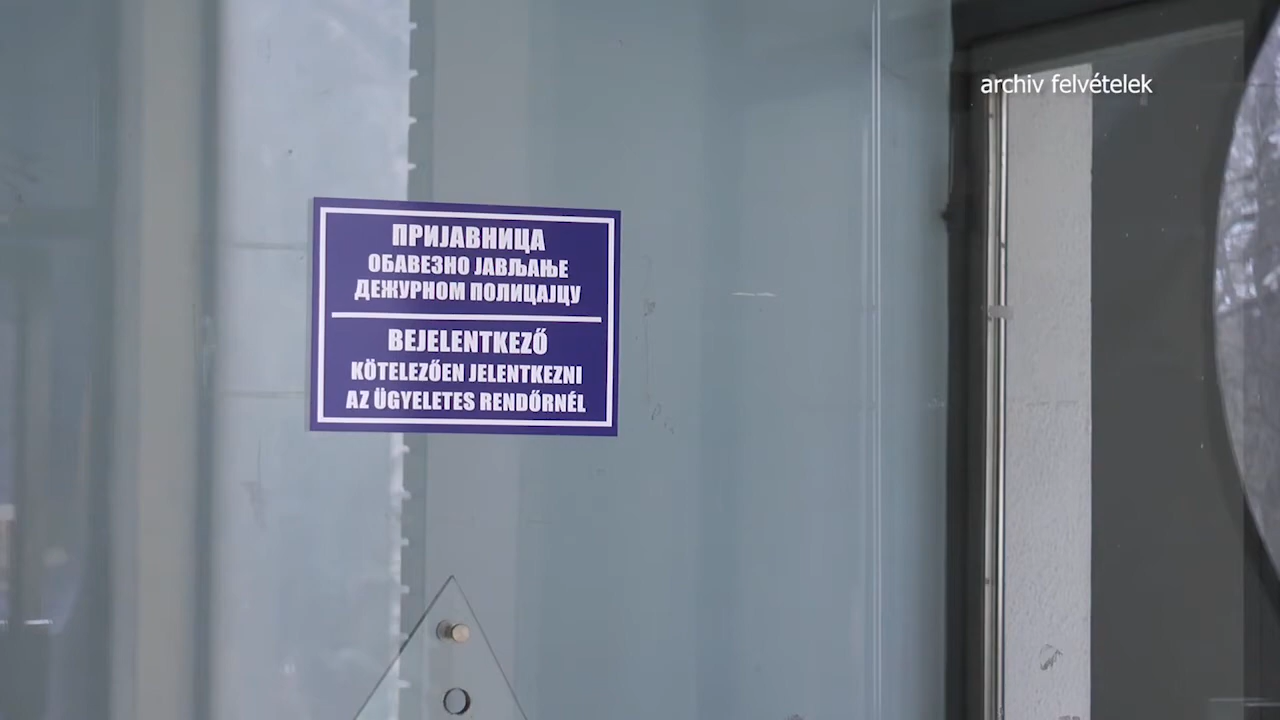 archiv felvételek
ПРИЈАВНИЦА
ОБАВЕЗНО ЈАВЉАЊЕ
ДЕЖУРНОМ ПОЛИЦАЈЦУ
BEJELENTKEZŐ
KÖTELEZŐEN JELENTKEZNI
AZ ÜGYELETES RENDŐRNÉL